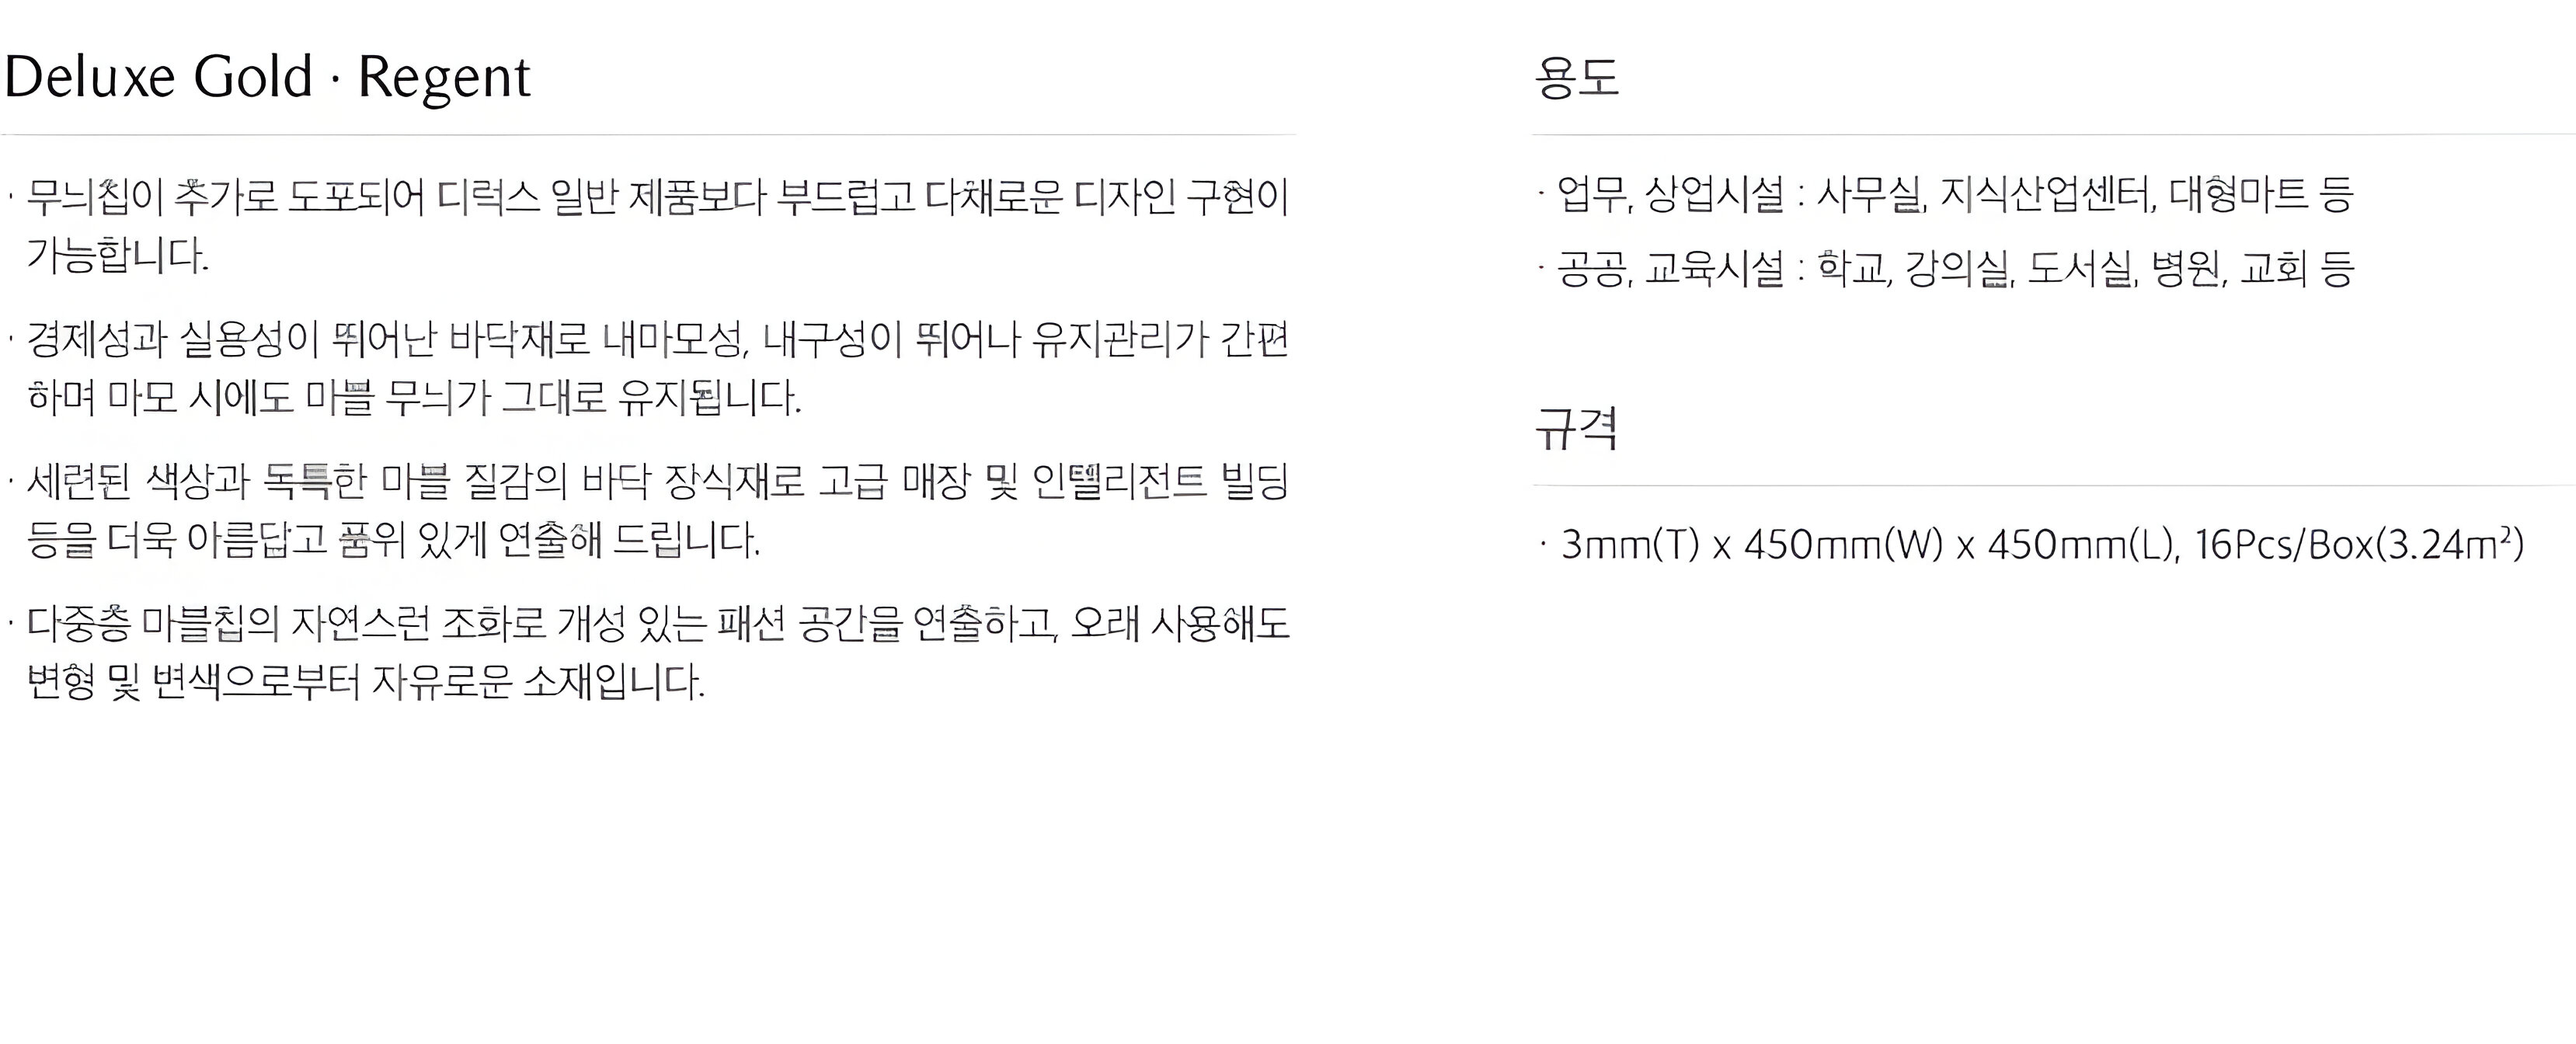 Deluxe Gold · Regent
· 무늬칩이 추가로 도포되어 디럭스 일반 제품보다 부드럽고 다채로운 디자인 구현이
가능합니다.
· 경제성과 실용성이 뛰어난 바닥재로 내마모성, 내구성이 뛰어나 유지관리가 간편
하며 마모 시에도 마블 무늬가 그대로 유지됩니다.
· 세련된 색상과 독특한 마블 질감의 바닥 장식재로 고급 매장 및 인텔리전트 빌딩
등을 더욱 아름답고 품위 있게 연출해 드립니다.
· 다중층 마블칩의 자연스런 조화로 개성 있는 패션 공간을 연출하고, 오래 사용해도
변형 및 변색으로부터 자유로운 소재입니다.
용도
· 업무, 상업시설 : 사무실, 지식산업센터, 대형마트 등
· 공공, 교육시설 : 학교, 강의실, 도서실, 병원, 교회 등
규격
· 3mm(T) x 450mm(W) x 450mm(L), 16Pcs/Box(3.24m²)